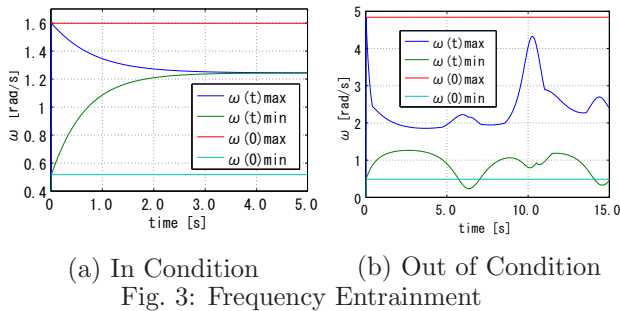 1.6
1.4
1.2
1.0
0.8
0.6
0.4
ω [rad/s]
0
1.0
2.0
3.0
4.0
5.0
time [s]
ω(t)max
ω(t)min
ω(0)max
ω(0)min
5
4
3
2
1
0
ω [rad/s]
0
5.0
10.0
15.0
time [s]
ω(t)max
ω(t)min
ω(0)max
ω(0)min
(a) In Condition
(b) Out of Condition
Fig. 3: Frequency Entrainment